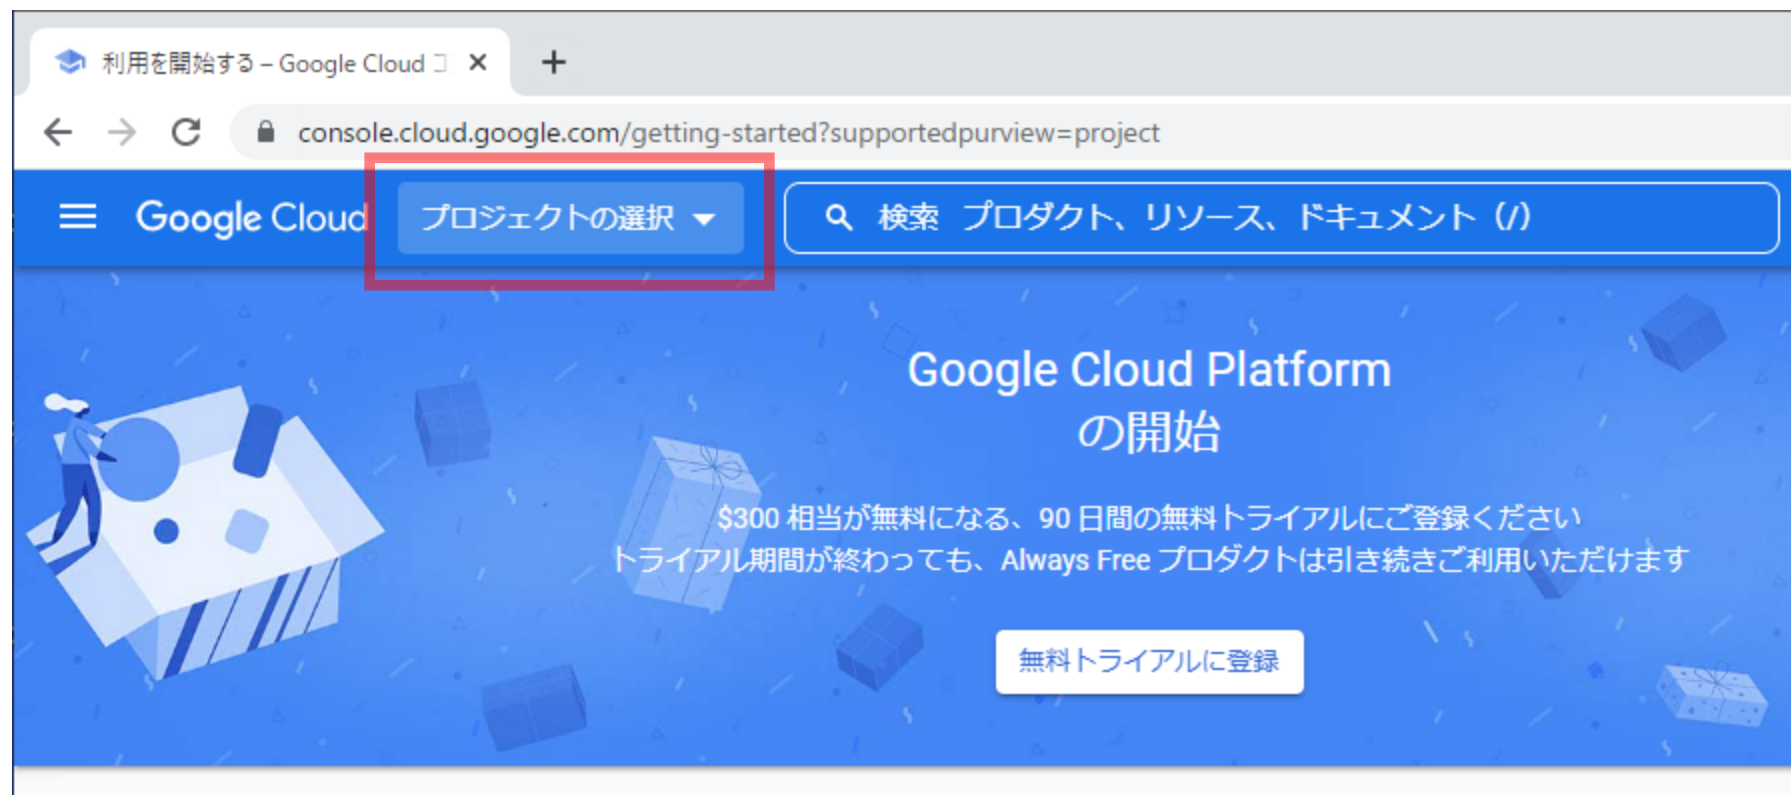 利用を開始する – Google Cloud コ
console.cloud.google.com/getting-started?supportedpurview=project
Google Cloud プロジェクトの選択 検索 プロダクト、リソース、ドキュメント（/）
Google Cloud Platform
の開始
$300 相当が無料になる、90 日間の無料トライアルにご登録ください
トライアル期間が終わっても、Always Free プロダクトは引き続きご利用いただけます
無料トライアルに登録